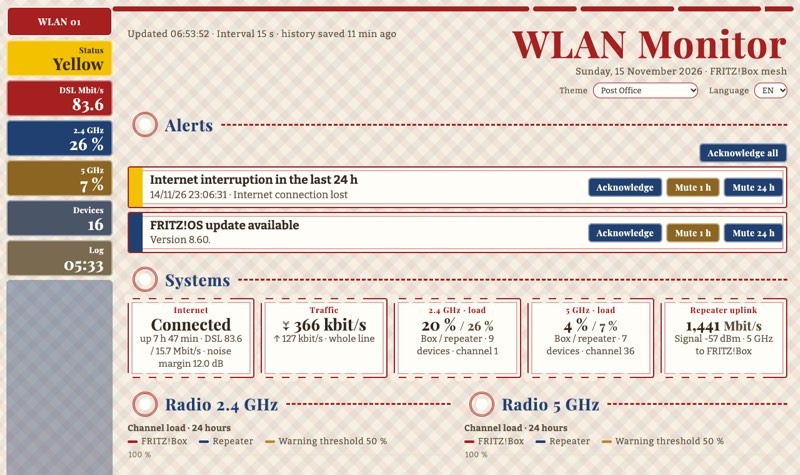 WLAN 01
Status
Yellow
DSL Mbit/s
83.6
2.4 GHz
26 %
5 GHz
7 %
Devices
16
Log
05:33
Updated 06:53:52 · Interval 15 s · history saved 11 min ago
WLAN Monitor
Sunday, 15 November 2026 · FRITZ!Box mesh
Theme Post Office Language EN
Alerts
Acknowledge all
Internet interruption in the last 24 h
14/11/26 23:06:31 · Internet connection lost
Acknowledge Mute 1 h Mute 24 h
FRITZ!OS update available
Version 8.60.
Acknowledge Mute 1 h Mute 24 h
Systems
Internet
Connected
up 7 h 47 min · DSL 83.6
/ 15.7 Mbit/s · noise
margin 12.0 dB
Traffic
↓ 366 kbit/s
↑ 127 kbit/s · whole line
2.4 GHz · load
20 % / 26 %
Box / repeater · 9
devices · channel 1
5 GHz · load
4 % / 7 %
Box / repeater · 7
devices · channel 36
Repeater uplink
1,441 Mbit/s
Signal -57 dBm · 5 GHz
to FRITZ!Box
Radio 2.4 GHz
Channel load · 24 hours
FRITZ!Box Repeater Warning threshold 50 %
100 %
Radio 5 GHz
Channel load · 24 hours
FRITZ!Box Repeater Warning threshold 50 %
100 %